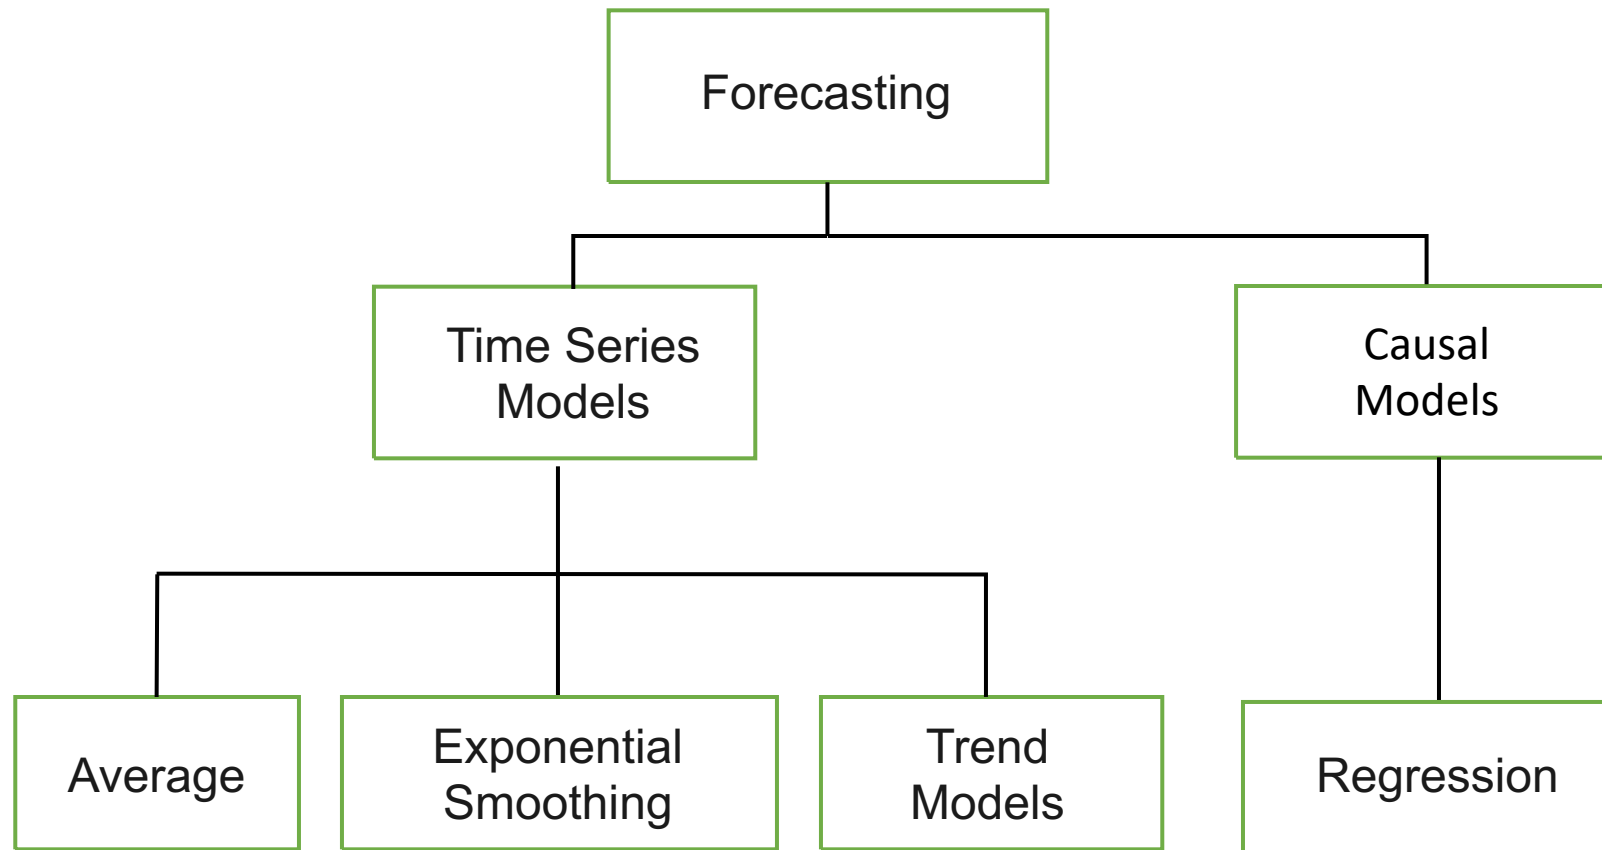 Forecasting
Time Series
Models
Causal
Models
Average
Exponential
Smoothing
Trend
Models
Regression